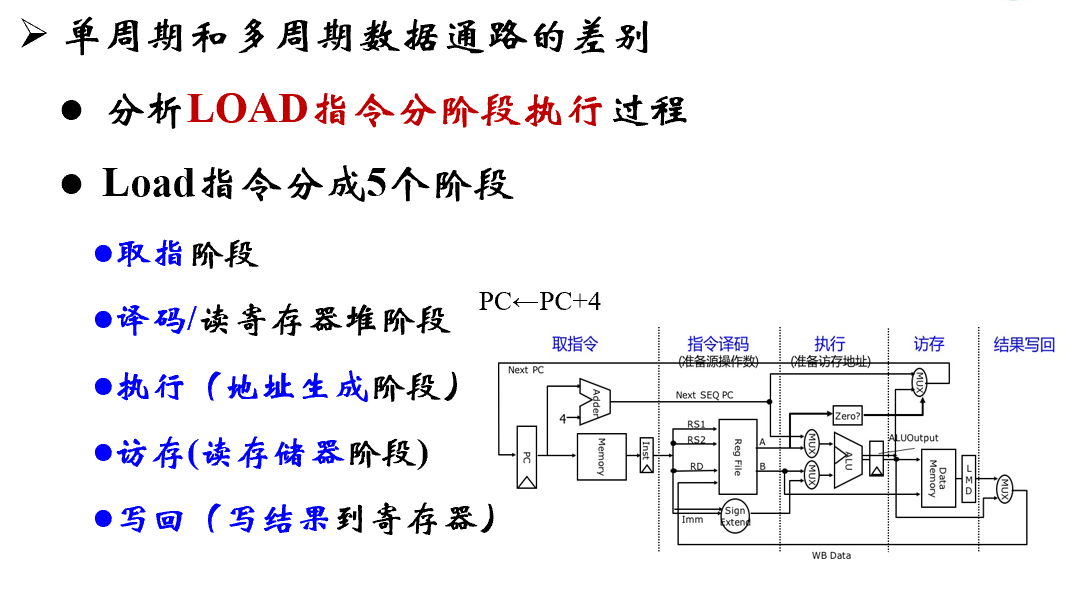 单周期和多周期数据通路的差别
分析LOAD指令分阶段执行过程
Load指令分成5个阶段
取指阶段
译码/读寄存器堆阶段
执行（地址生成阶段）
访存(读存储器阶段)
写回（写结果到寄存器）
PC←PC+4
取指令
指令译码
(准备源操作数)
执行
(准备访存地址)
访存
结果写回
Next PC
Next SEQ PC
Adder
4
PC
Memory
Inst
RS1
RS2
RD
Reg File
A
B
Imm
Sign
Extend
Zero?
MUX
MUX
ALU
ALUOutput
MUX
Data
Memory
LMD
MUX
WB Data